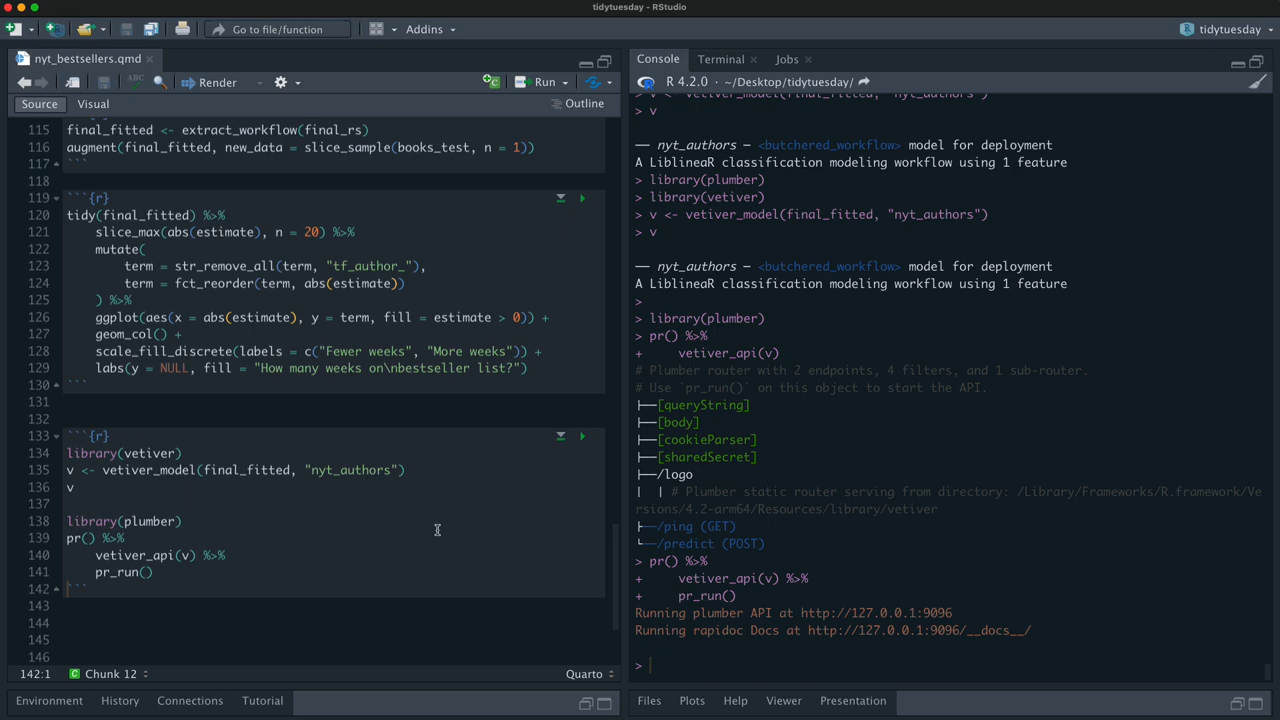 tidytuesday - RStudio
Go to file/function
Addins
tidytuesday
nyt_bestsellers.qmd
ABC
Render
Run
Source
Visual
Outline
115 final_fitted <- extract_workflow(final_rs)
116 augment(final_fitted, new_data = slice_sample(books_test, n = 1))
117 ```
118
119 ```{r}
120 tidy(final_fitted) %>%
121 slice_max(abs(estimate), n = 20) %>%
122 mutate(
123 term = str_remove_all(term, "tf_author_"),
124 term = fct_reorder(term, abs(estimate))
125 ) %>%
126 ggplot(aes(x = abs(estimate), y = term, fill = estimate > 0)) +
127 geom_col() +
128 scale_fill_discrete(labels = c("Fewer weeks", "More weeks")) +
129 labs(y = NULL, fill = "How many weeks on\nbestseller list?")
130 ```
131
132
133 ```{r}
134 library(vetiver)
135 v <- vetiver_model(final_fitted, "nyt_authors")
136 v
137
138 library(plumber)
139 pr() %>%
140 vetiver_api(v) %>%
141 pr_run()
142 ```
143
144
145
146
142:1
Chunk 12
Quarto
Environment
History
Connections
Tutorial
Console
Terminal
Jobs
R 4.2.0 · ~/Desktop/tidytuesday/
> v <- vetiver_model(final_fitted, "nyt_authors")
> v
── nyt_authors ─ <butchered_workflow> model for deployment
A LiblineaR classification modeling workflow using 1 feature
> library(plumber)
> library(vetiver)
> v <- vetiver_model(final_fitted, "nyt_authors")
> v
── nyt_authors ─ <butchered_workflow> model for deployment
A LiblineaR classification modeling workflow using 1 feature
>
> library(plumber)
> pr() %>%
+ vetiver_api(v)
# Plumber router with 2 endpoints, 4 filters, and 1 sub-router.
# Use `pr_run()` on this object to start the API.
├──[queryString]
├──[body]
├──[cookieParser]
├──[sharedSecret]
├──/logo
│ │ # Plumber static router serving from directory: /Library/Frameworks/R.framework/Ve
rsions/4.2-arm64/Resources/library/vetiver
├──/ping (GET)
└──/predict (POST)
> pr() %>%
+ vetiver_api(v) %>%
+ pr_run()
Running plumber API at http://127.0.0.1:9096
Running rapidoc Docs at http://127.0.0.1:9096/__docs__/
>
Files
Plots
Help
Viewer
Presentation